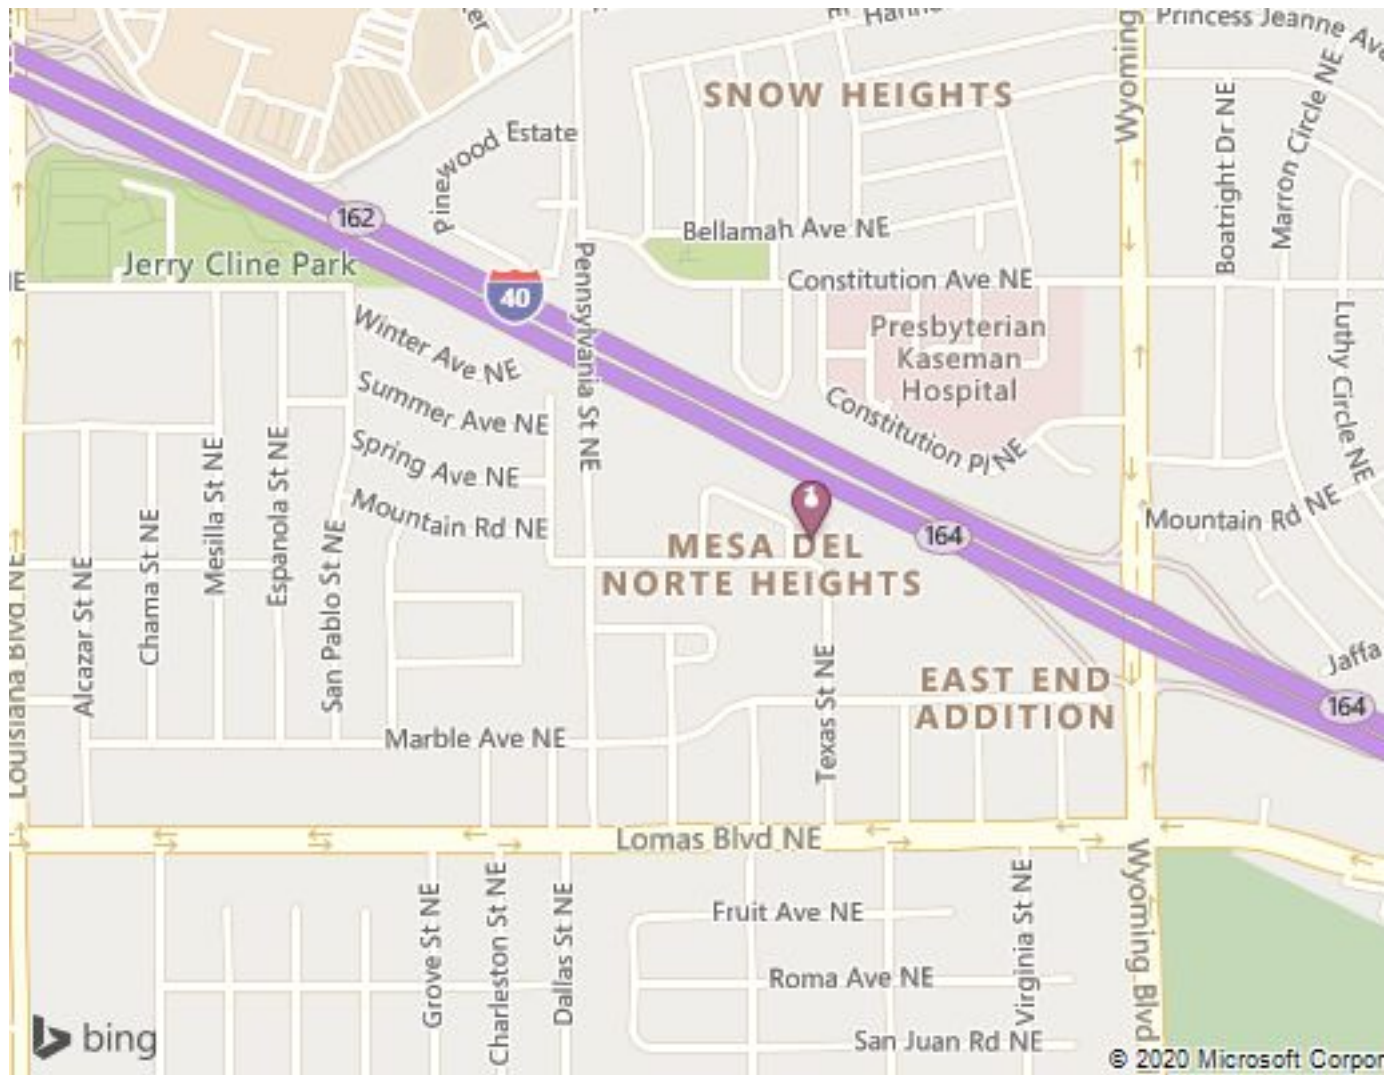 Princess Jeanne Ave
Wyoming
SNOW HEIGHTS
Pinewood Estate
Boatright Dr NE
Marron Circle NE
162
Bellamah Ave NE
Jerry Cline Park
Pennsylvania St NE
Constitution Ave NE
NE
40
Winter Ave NE
Presbyterian
Kaseman
Hospital
Luthy Circle NE
Summer Ave NE
Constitution Pl NE
Spring Ave NE
Mountain Rd NE
Mountain Rd NE
164
MESA DEL
NORTE HEIGHTS
Louisiana Blvd NE
Alcazar St NE
Chama St NE
Mesilla St NE
Espanola St NE
San Pablo St NE
Texas St NE
EAST END
ADDITION
Jaffa
164
Marble Ave NE
Lomas Blvd NE
Wyoming Blvd
Grove St NE
Charleston St NE
Dallas St NE
Fruit Ave NE
Virginia St NE
Roma Ave NE
San Juan Rd NE
bing
© 2020 Microsoft Corpor